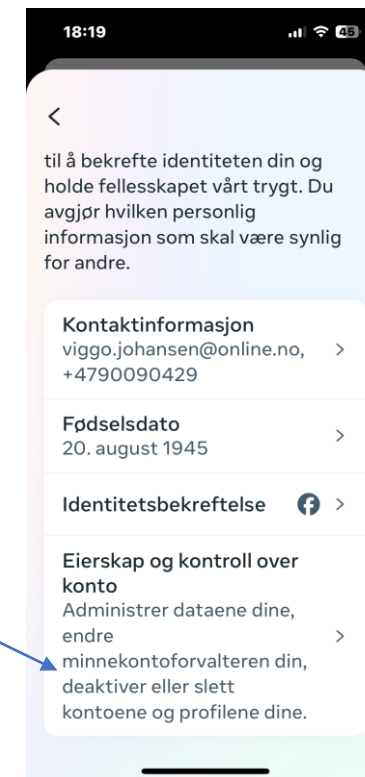 18:19
45
til å bekrefte identiteten din og
holde fellesskapet vårt trygt. Du
avgjør hvilken personlig
informasjon som skal være synlig
for andre.
Kontaktinformasjon
viggo.johansen@online.no,
+4790090429
Fødselsdato
20. august 1945
Identitetsbekreftelse
Eierskap og kontroll over
konto
Administrer dataene dine,
endre
minnekontoforvalteren din,
deaktiver eller slett
kontoene og profilene dine.